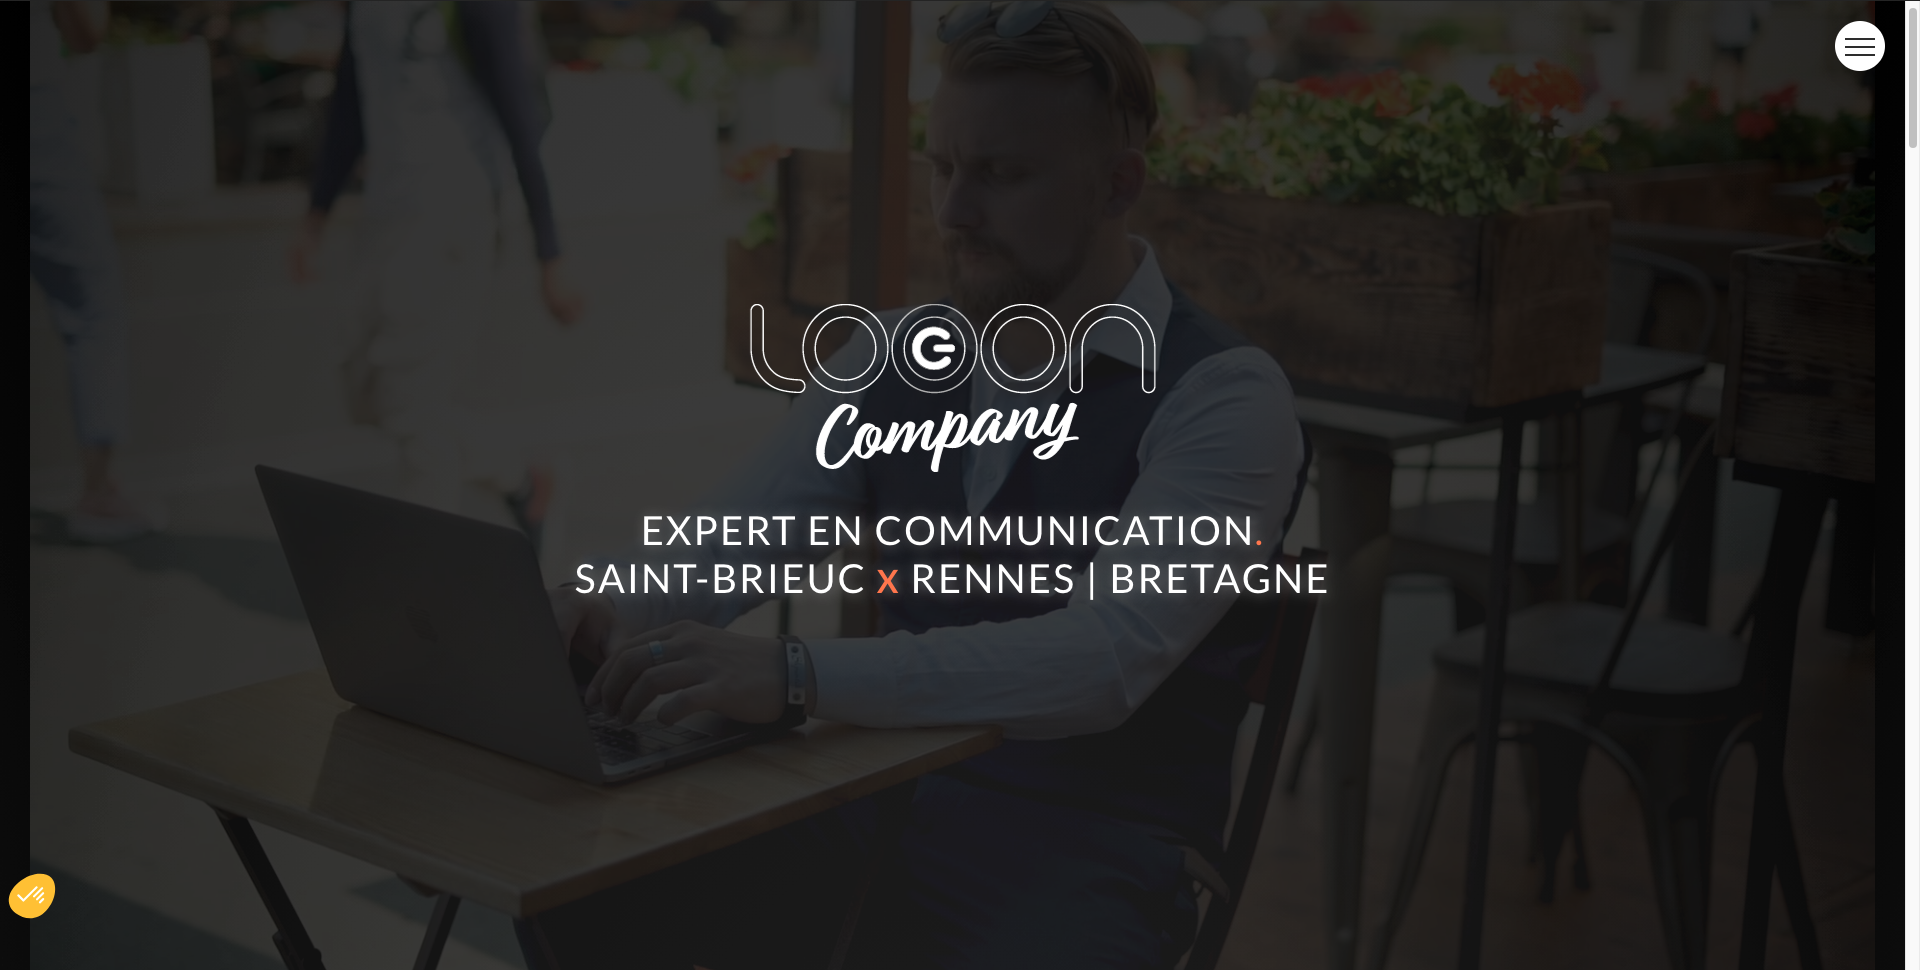 LOGON
Company
EXPERT EN COMMUNICATION.
SAINT-BRIEUC x RENNES | BRETAGNE